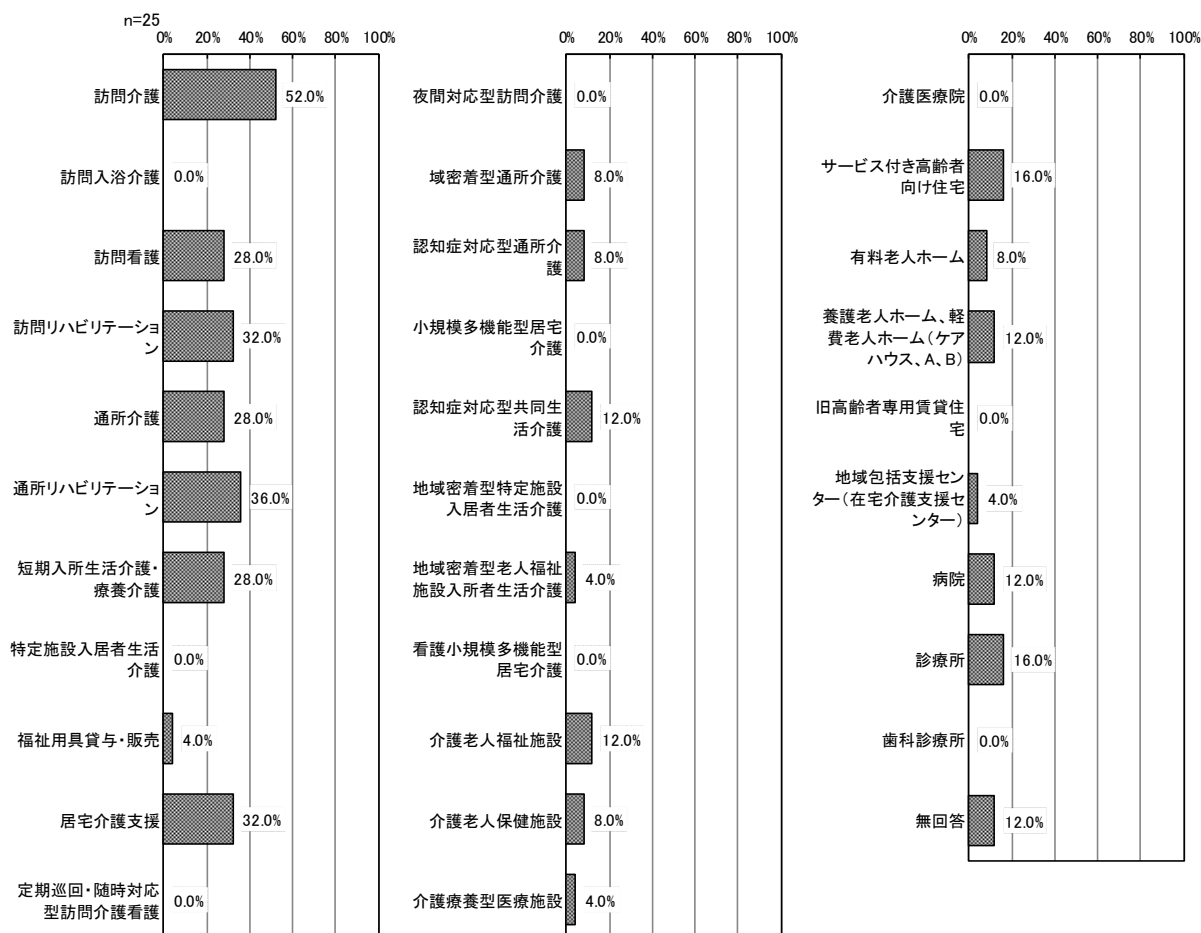 n=25
0% 20% 40% 60% 80% 100%
訪問介護
52.0%
訪問入浴介護
0.0%
訪問看護
28.0%
訪問リハビリテーショ
ン
32.0%
通所介護
28.0%
通所リハビリテーショ
ン
36.0%
短期入所生活介護・
療養介護
28.0%
特定施設入居者生活
介護
0.0%
福祉用具貸与・販売
4.0%
居宅介護支援
32.0%
定期巡回・随時対応
型訪問介護看護
0.0%
0% 20% 40% 60% 80% 100%
夜間対応型訪問介護
0.0%
域密着型通所介護
8.0%
認知症対応型通所介
護
8.0%
小規模多機能型居宅
介護
0.0%
認知症対応型共同生
活介護
12.0%
地域密着型特定施設
入居者生活介護
0.0%
地域密着型老人福祉
施設入所者生活介護
4.0%
看護小規模多機能型
居宅介護
0.0%
介護老人福祉施設
12.0%
介護老人保健施設
8.0%
介護療養型医療施設
4.0%
0% 20% 40% 60% 80% 100%
介護医療院
0.0%
サービス付き高齢者
向け住宅
16.0%
有料老人ホーム
8.0%
養護老人ホーム、軽
費老人ホーム(ケア
ハウス、A、B)
12.0%
旧高齢者専用賃貸住
宅
0.0%
地域包括支援セン
ター(在宅介護支援セ
ンター)
4.0%
病院
12.0%
診療所
16.0%
歯科診療所
0.0%
無回答
12.0%